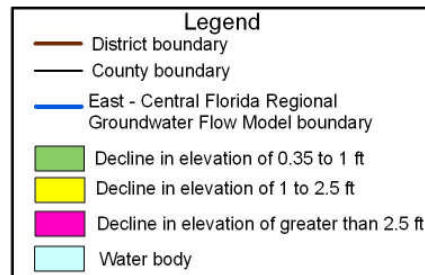 Legend
District boundary
County boundary
East - Central Florida Regional
Groundwater Flow Model boundary
Decline in elevation of 0.35 to 1 ft
Decline in elevation of 1 to 2.5 ft
Decline in elevation of greater than 2.5 ft
Water body